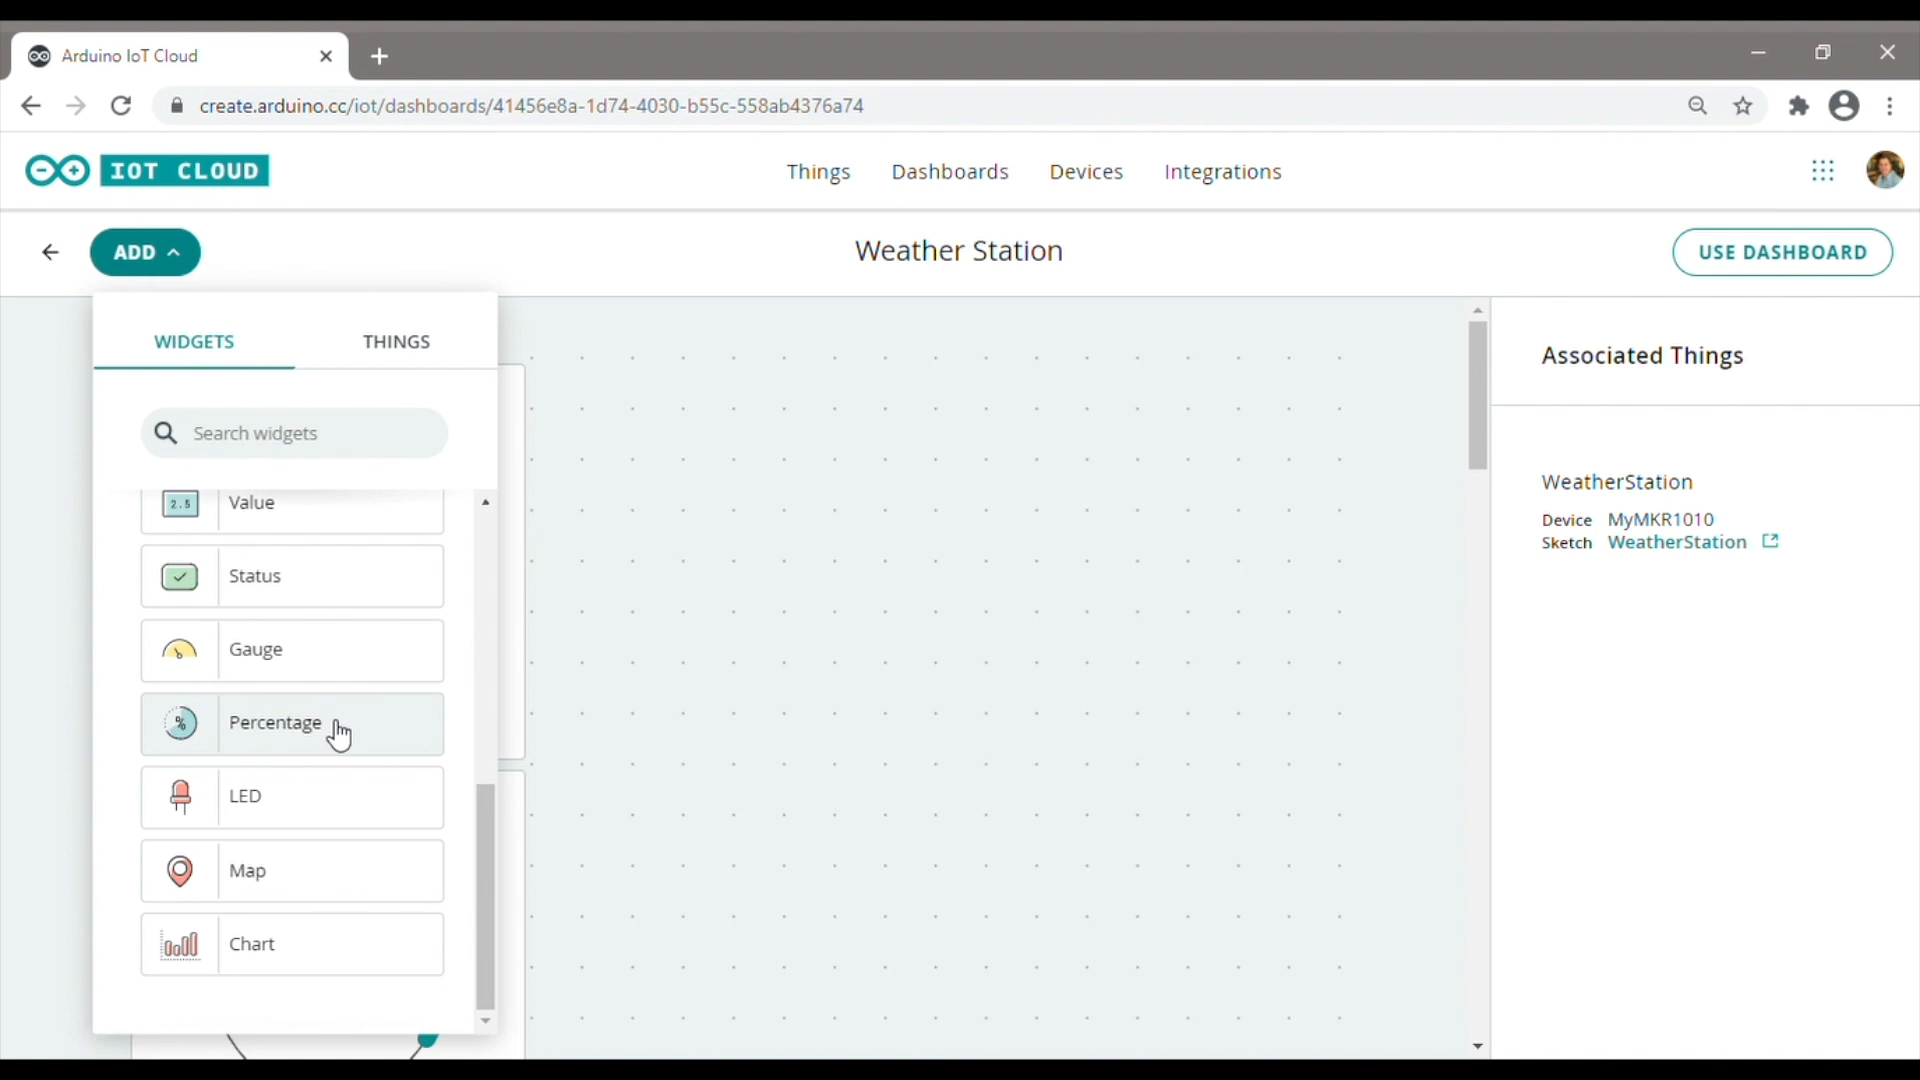 Arduino IoT Cloud
create.arduino.cc/iot/dashboards/41456e8a-1d74-4030-b55c-558ab4376a74
IOT CLOUD
Things
Dashboards
Devices
Integrations
ADD
Weather Station
USE DASHBOARD
WIDGETS
THINGS
Search widgets
2.5
Value
Status
Gauge
%
Percentage
LED
Map
Chart
Associated Things
WeatherStation
Device MyMKR1010
Sketch WeatherStation